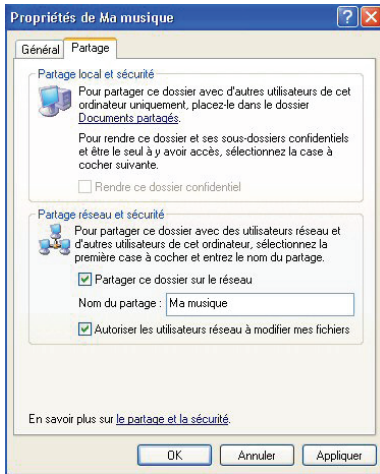 Propriétés de Ma musique
Général
Partage
Partage local et sécurité
Pour partager ce dossier avec d'autres utilisateurs de cet
ordinateur uniquement, placez-le dans le dossier
Documents partagés.
Pour rendre ce dossier et ses sous-dossiers confidentiels
et être le seul à y avoir accès, sélectionnez la case à
cocher suivante.
Rendre ce dossier confidentiel
Partage réseau et sécurité
Pour partager ce dossier avec des utilisateurs réseau et
d'autres utilisateurs de cet ordinateur, sélectionnez la
première case à cocher et entrez le nom du partage.
Partager ce dossier sur le réseau
Nom du partage : Ma musique
Autoriser les utilisateurs réseau à modifier mes fichiers
En savoir plus sur le partage et la sécurité.
OK
Annuler
Appliquer